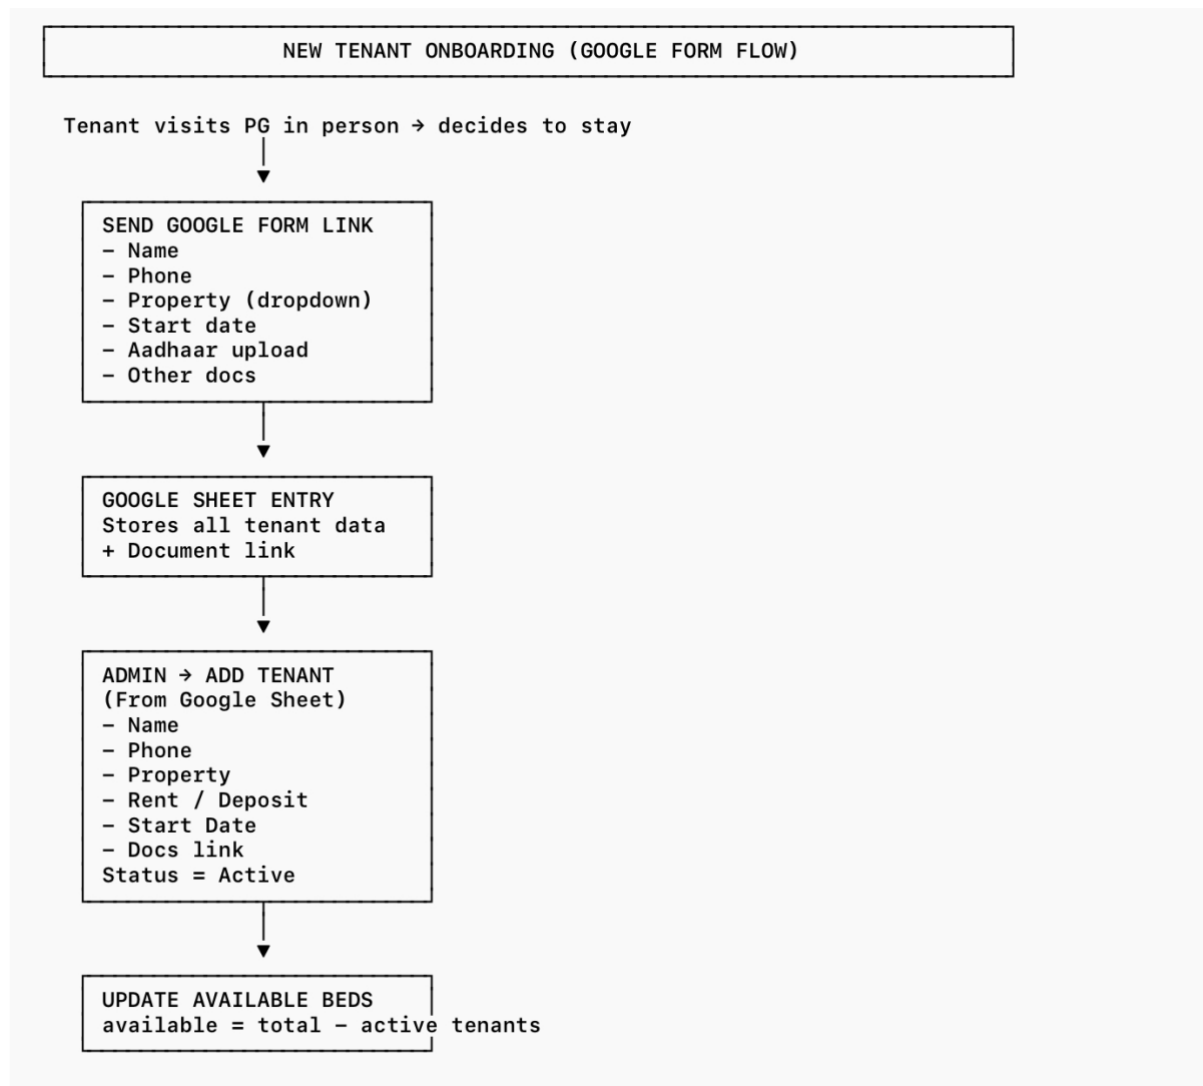 NEW TENANT ONBOARDING (GOOGLE FORM FLOW)
Tenant visits PG in person → decides to stay
SEND GOOGLE FORM LINK
– Name
– Phone
– Property (dropdown)
– Start date
– Aadhaar upload
– Other docs
GOOGLE SHEET ENTRY
Stores all tenant data
+ Document link
ADMIN → ADD TENANT
(From Google Sheet)
– Name
– Phone
– Property
– Rent / Deposit
– Start Date
– Docs link
Status = Active
UPDATE AVAILABLE BEDS
available = total – active tenants